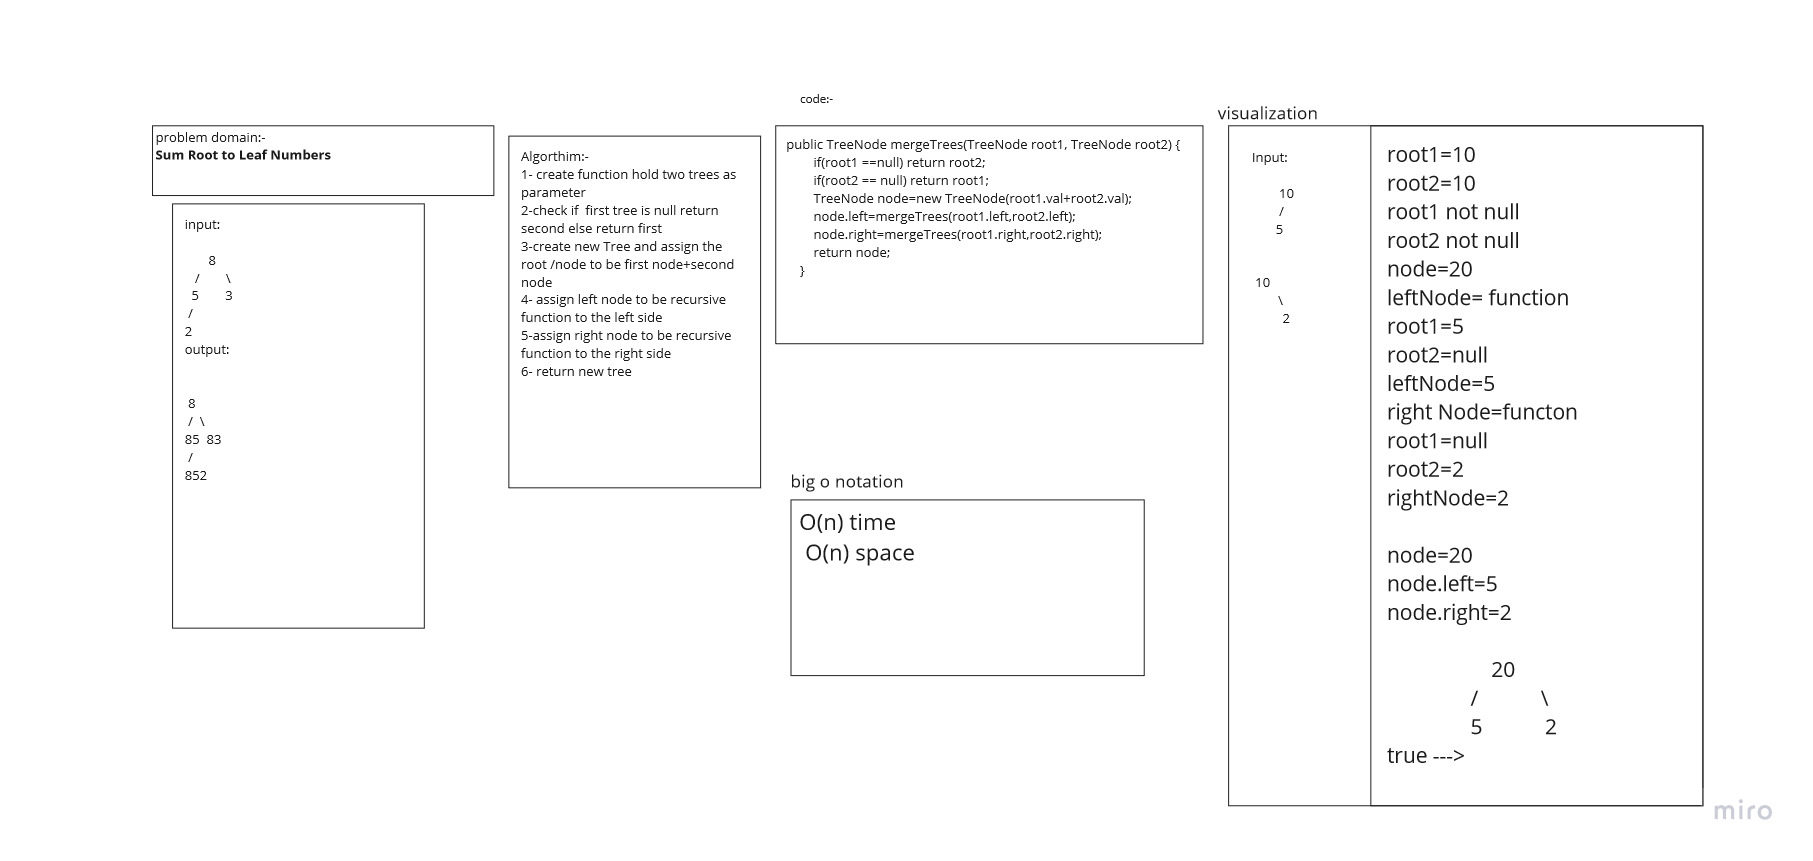 problem domain:-
Sum Root to Leaf Numbers
input:
8
/ \
5 3
/
2
output:
8
/ \
85 83
/
852
Algorthim:-
1- create function hold two trees as
parameter
2-check if first tree is null return
second else return first
3-create new Tree and assign the
root /node to be first node+second
node
4- assign left node to be recursive
function to the left side
5-assign right node to be recursive
function to the right side
6- return new tree
code:-
public TreeNode mergeTrees(TreeNode root1, TreeNode root2) {
if(root1 ==null) return root2;
if(root2 == null) return root1;
TreeNode node=new TreeNode(root1.val+root2.val);
node.left=mergeTrees(root1.left,root2.left);
node.right=mergeTrees(root1.right,root2.right);
return node;
}
big o notation
O(n) time
O(n) space
visualization
Input:
10
/
5
10
\
2
root1=10
root2=10
root1 not null
root2 not null
node=20
leftNode= function
root1=5
root2=null
leftNode=5
right Node=functon
root1=null
root2=2
rightNode=2
node=20
node.left=5
node.right=2
20
/ \
5 2
true --->
miro